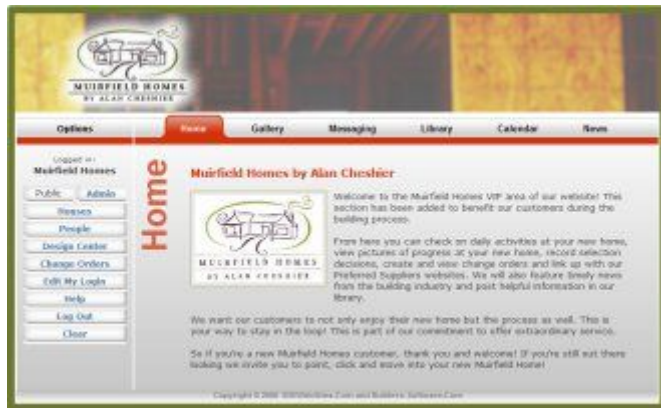 MUIRFIELD HOMES
BY ALAN CHESHIER
Options
Home
Gallery
Messaging
Library
Calendar
News
Logged in:
Muirfield Homes
Public
Admin
Houses
People
Design Center
Change Orders
Edit My Login
Help
Log Out
Clear
Home
Muirfield Homes by Alan Cheshier
MUIRFIELD HOMES
BY ALAN CHESHIER
Welcome to the Muirfield Homes VIP area of our website! This
section has been added to benefit our customers during the
building process.
From here you can check on daily activities at your new home,
view pictures of progress at your new home, record selection
decisions, create and view change orders and link up with our
Preferred Suppliers websites. We will also feature timely news
from the building industry and post helpful information in our
library.
We want our customers to not only enjoy their new home but the process as well. This is
your way to stay in the loop! This is part of our commitment to offer extraordinary service.
So if you're a new Muirfield Homes customer, thank you and welcome! If you're still out there
looking we invite you to point, click and move into your new Muirfield Home!
Copyright © and Builders Software.Com